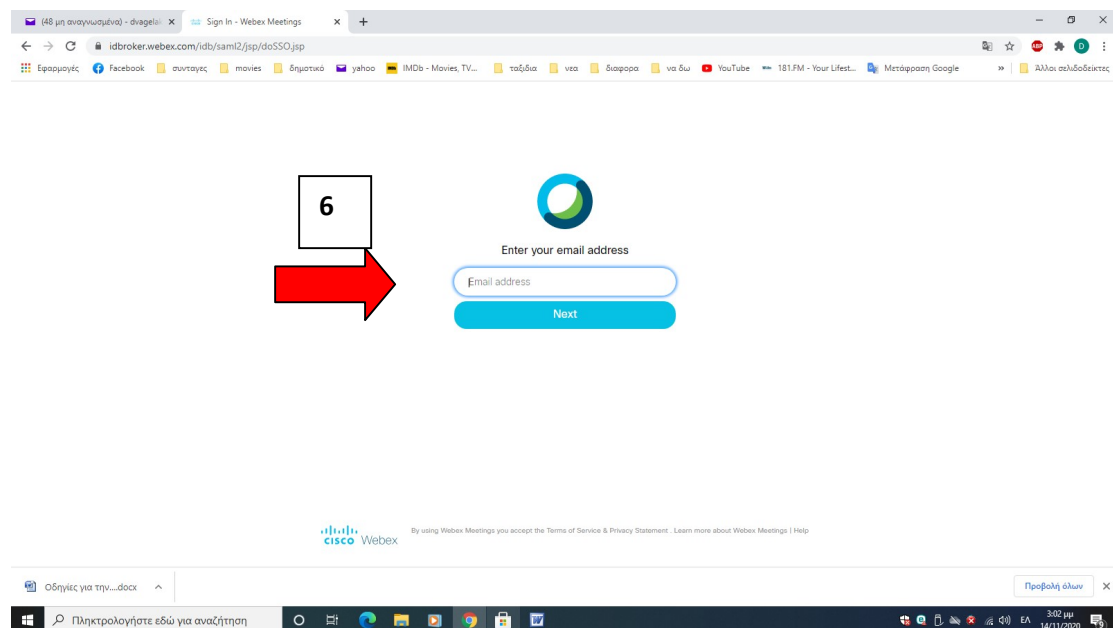 (48 μη αναγνωσμένα) - dvagela
Sign In - Webex Meetings
idbroker.webex.com/idb/saml2/jsp/doSSO.jsp
Εφαρμογές Facebook συνταγες movies δημοτικό yahoo IMDb - Movies, TV... ταξιδια νεα διαφορα να δω YouTube 181.FM - Your Lifest... Μετάφραση Google » Άλλοι σελιδοδείκτες
6
Enter your email address
Email address
Next
cisco Webex
By using Webex Meetings you accept the Terms of Service & Privacy Statement . Learn more about Webex Meetings | Help
Οδηγίες για την....docx
Προβολή όλων
Πληκτρολογήστε εδώ για αναζήτηση
ΕΛ
3:02 μμ
14/11/2020